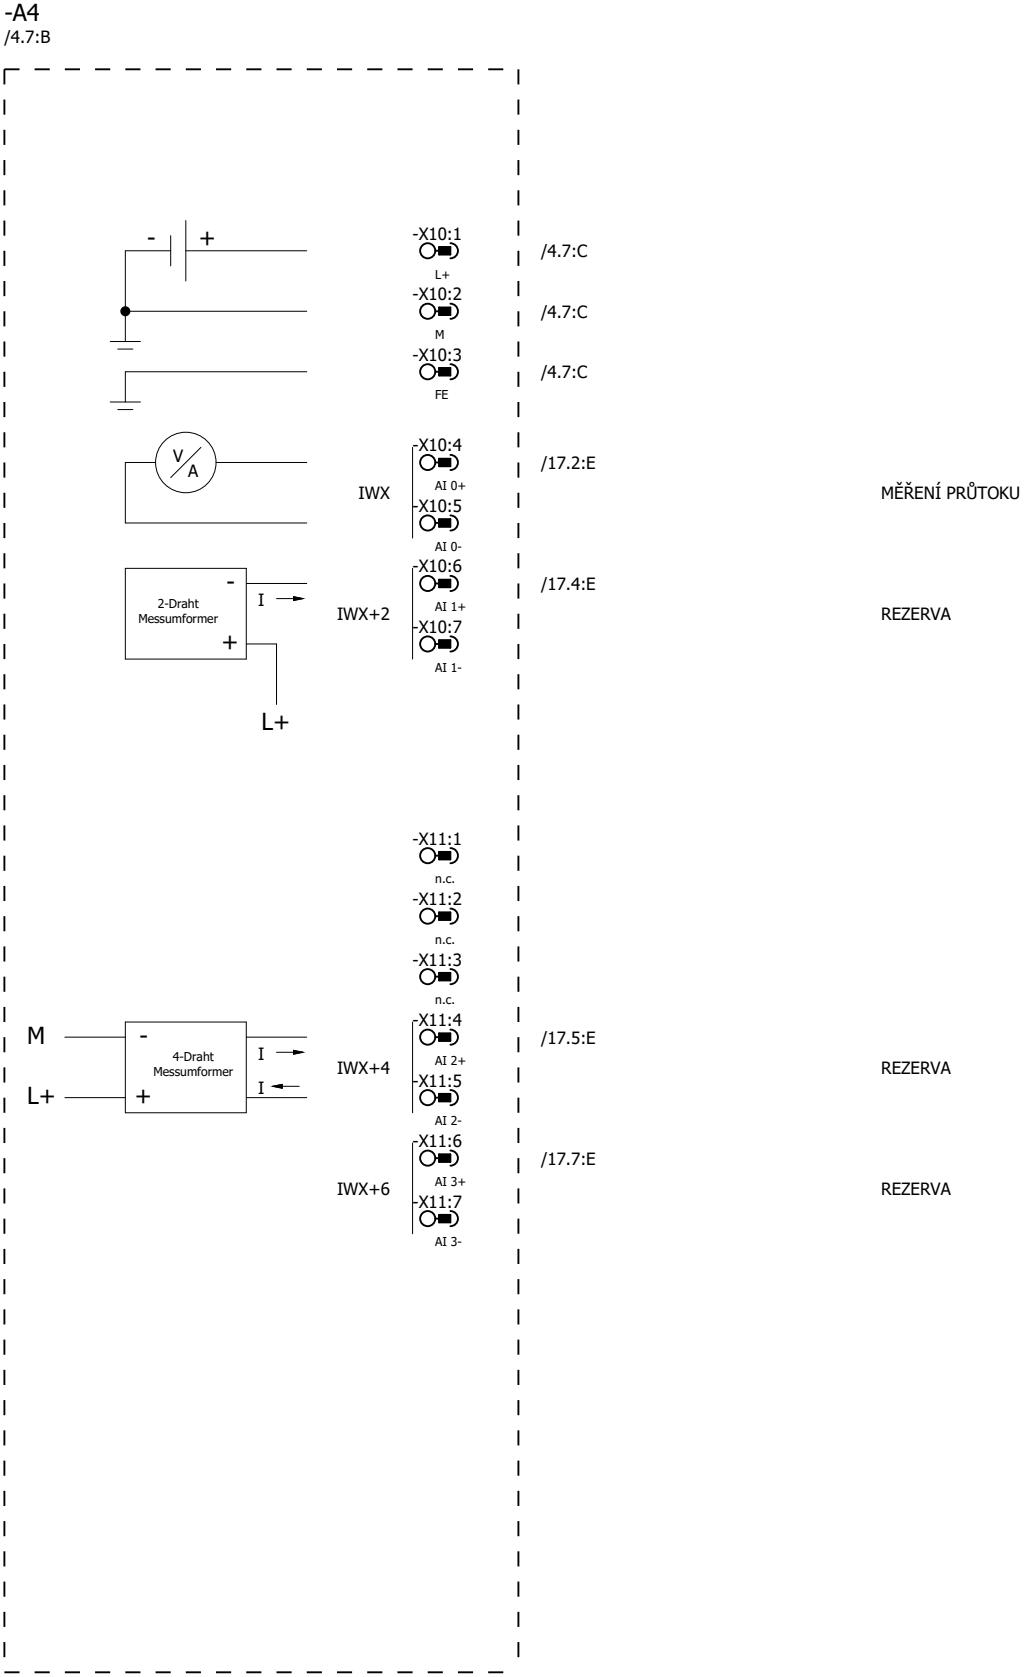 -A4
/4.7:B
- +
-X10:1
/4.7:C
L+
-X10:2
/4.7:C
M
-X10:3
/4.7:C
FE
V/A
-X10:4
/17.2:E
AI 0+
IWX
MĚŘENÍ PRŮTOKU
-X10:5
AI 0-
-X10:6
/17.4:E
-
I
2-Draht
Messumformer
AI 1+
IWX+2
REZERVA
-X10:7
+
AI 1-
L+
-X11:1
n.c.
-X11:2
n.c.
-X11:3
n.c.
-X11:4
M
-
/17.5:E
4-Draht
Messumformer
I
AI 2+
IWX+4
REZERVA
-X11:5
I
L+
+
AI 2-
-X11:6
/17.7:E
AI 3+
IWX+6
REZERVA
-X11:7
AI 3-